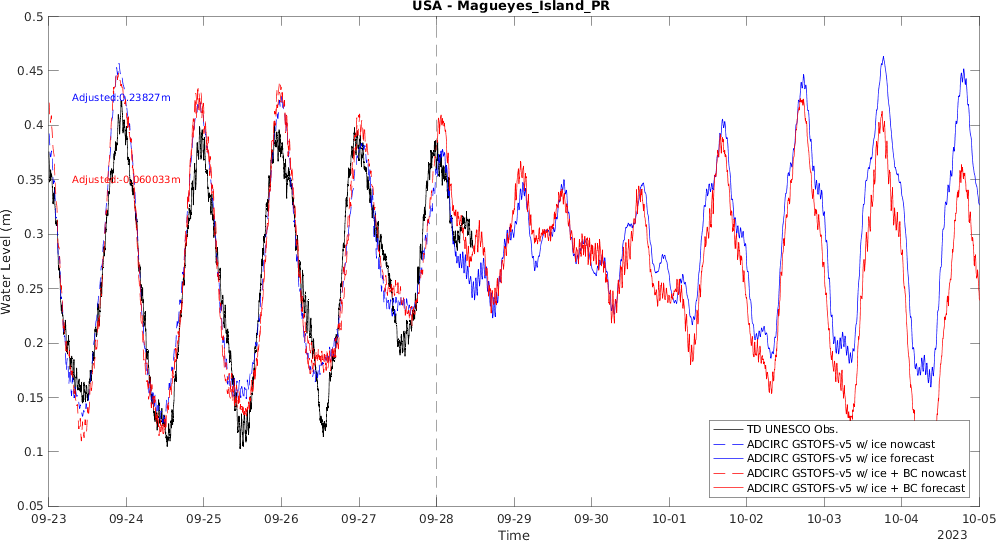 USA - Magueyes_Island_PR
Water Level (m)
0.5
0.45
0.4
0.35
0.3
0.25
0.2
0.15
0.1
0.05
Adjusted:0.23827m
Adjusted:-0.060033m
TD UNESCO Obs.
ADCIRC GSTOFS-v5 w/ ice nowcast
ADCIRC GSTOFS-v5 w/ ice forecast
ADCIRC GSTOFS-v5 w/ ice + BC nowcast
ADCIRC GSTOFS-v5 w/ ice + BC forecast
09-23 09-24 09-25 09-26 09-27 09-28 09-29 09-30 10-01 10-02 10-03 10-04 10-05
Time
2023